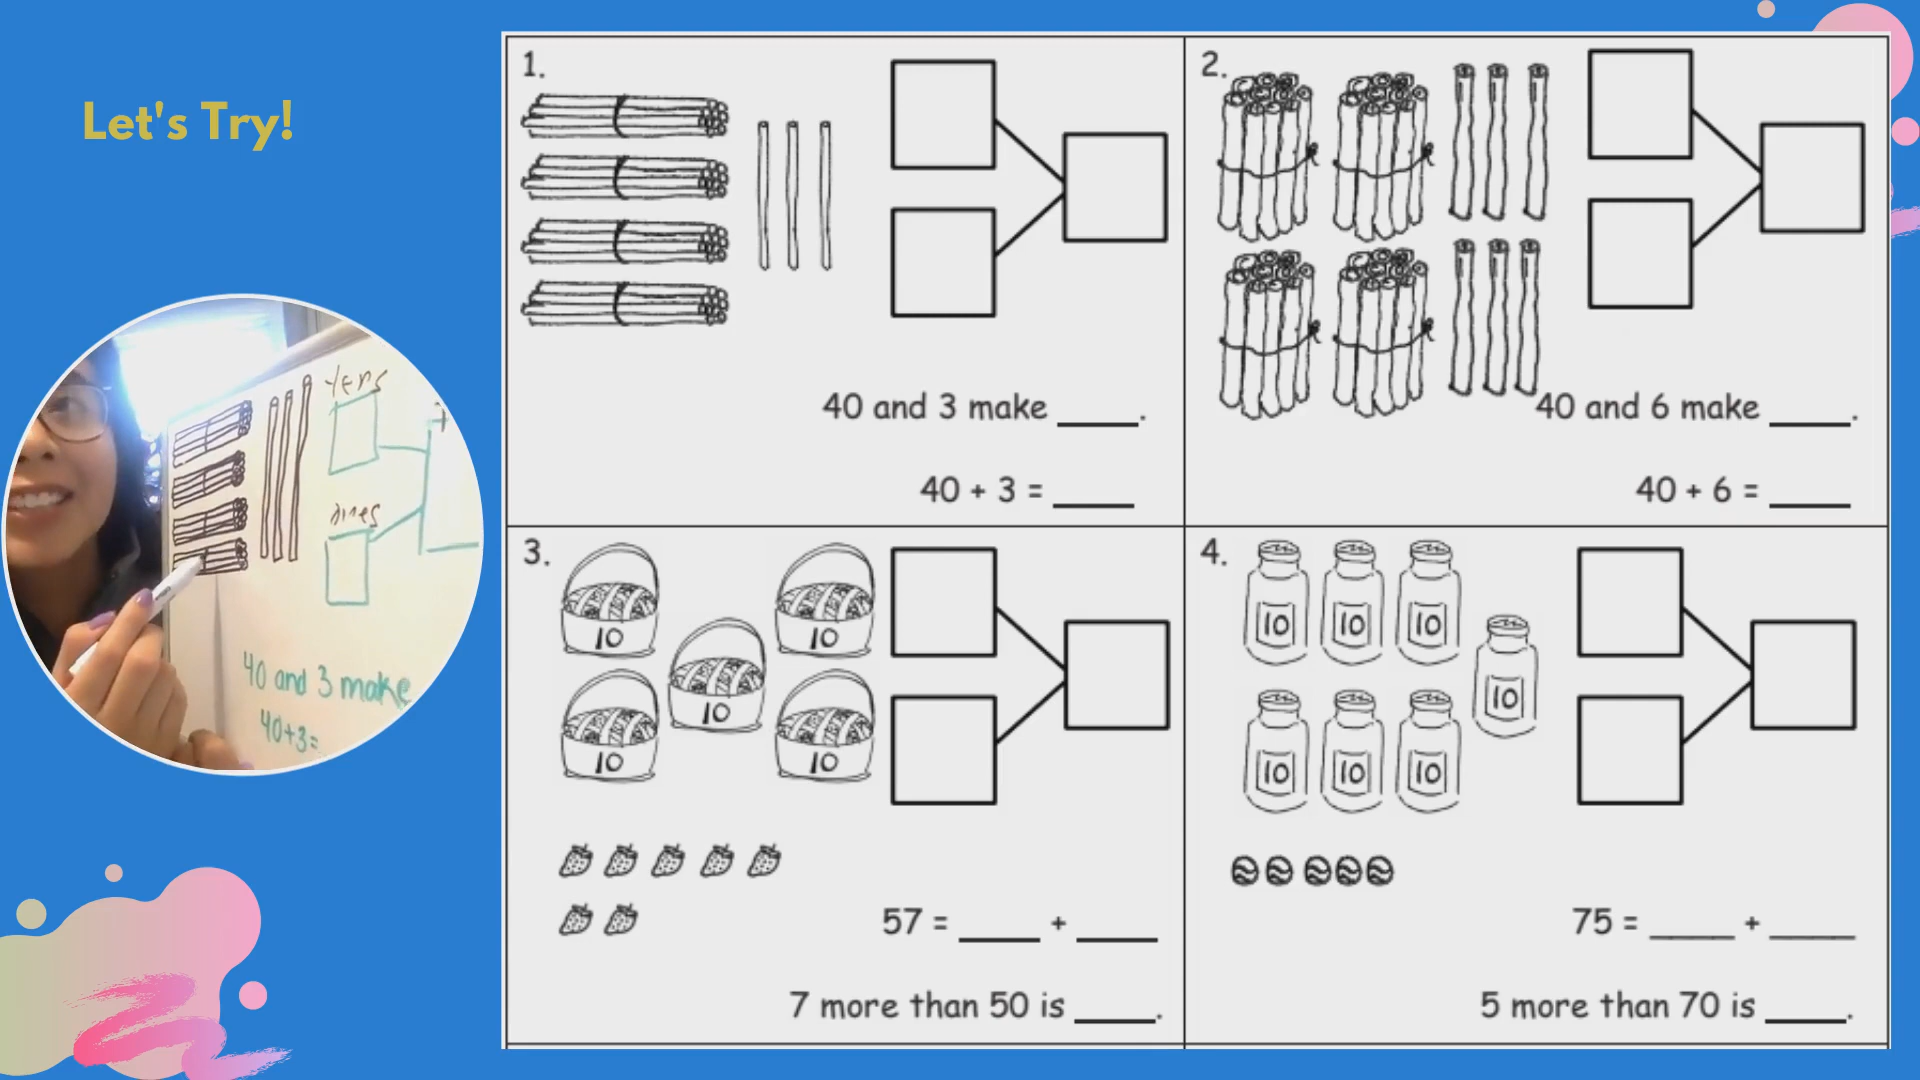 Let's Try!
tens
ones
40 and 3 make
40+3=
1.
40 and 3 make ____.
40 + 3 = ____
2.
40 and 6 make ____.
40 + 6 = ____
3.
10
10
10
10
10
57 = ____ + ____
7 more than 50 is ____.
4.
10 10 10
10
10 10 10
75 = ____ + ____
5 more than 70 is ____.